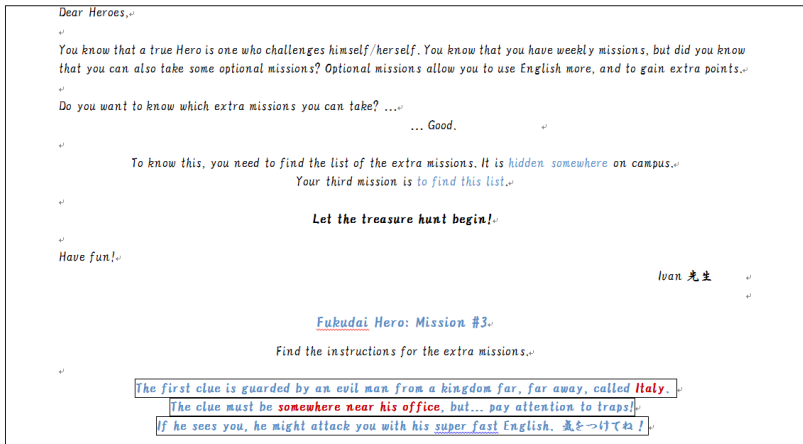 Dear Heroes,
You know that a true Hero is one who challenges himself/herself. You know that you have weekly missions, but did you know
that you can also take some optional missions? Optional missions allow you to use English more, and to gain extra points.
Do you want to know which extra missions you can take? ...
... Good.
To know this, you need to find the list of the extra missions. It is hidden somewhere on campus.
Your third mission is to find this list.
Let the treasure hunt begin!
Have fun!
Ivan 先生
Fukudai Hero: Mission #3
Find the instructions for the extra missions.
The first clue is guarded by an evil man from a kingdom far, far away, called Italy.
The clue must be somewhere near his office, but... pay attention to traps!
If he sees you, he might attack you with his super fast English. 気をつけてね！